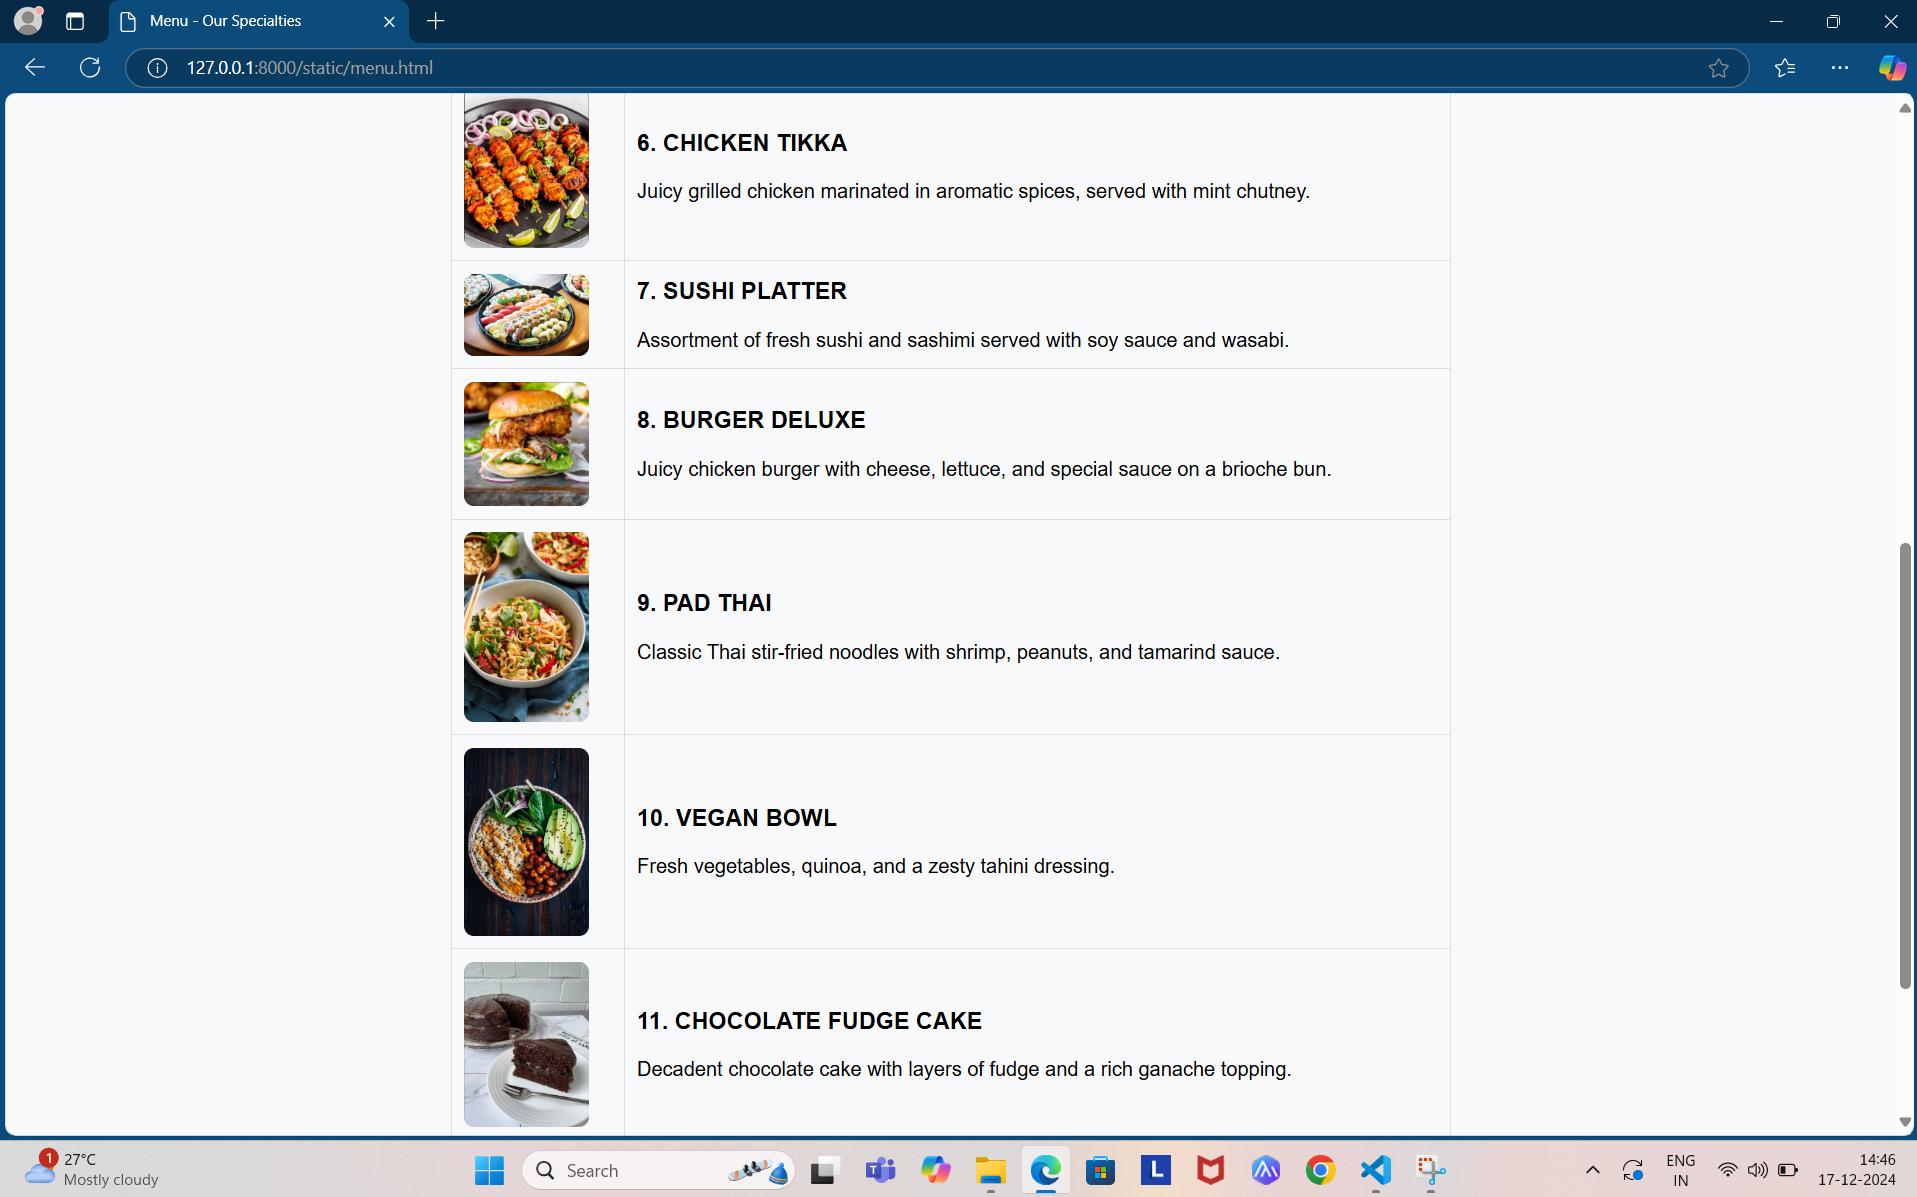 Menu - Our Specialties
127.0.0.1:8000/static/menu.html
6. CHICKEN TIKKA
Juicy grilled chicken marinated in aromatic spices, served with mint chutney.
7. SUSHI PLATTER
Assortment of fresh sushi and sashimi served with soy sauce and wasabi.
8. BURGER DELUXE
Juicy chicken burger with cheese, lettuce, and special sauce on a brioche bun.
9. PAD THAI
Classic Thai stir-fried noodles with shrimp, peanuts, and tamarind sauce.
10. VEGAN BOWL
Fresh vegetables, quinoa, and a zesty tahini dressing.
11. CHOCOLATE FUDGE CAKE
Decadent chocolate cake with layers of fudge and a rich ganache topping.
1
27°C
Mostly cloudy
Search
T
L
ENG
IN
14:46
17-12-2024